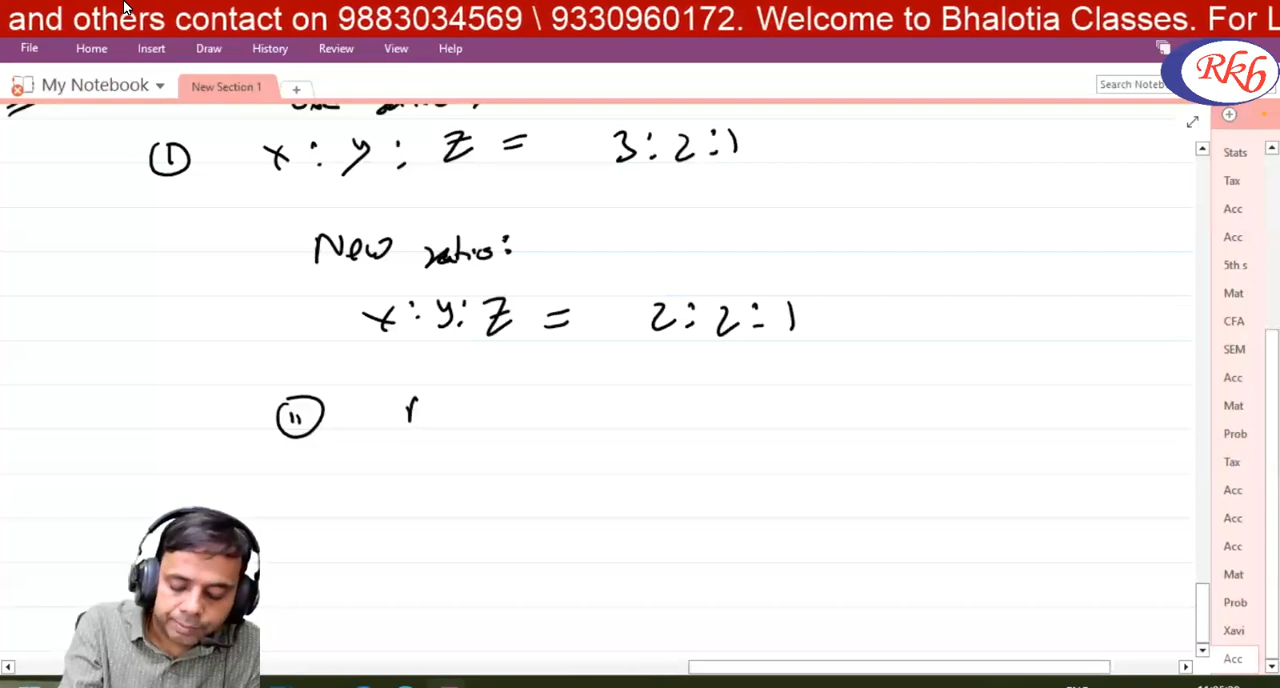 and others contact on 9883034569 \ 9330960172. Welcome to Bhalotia Classes. For L
File Home Insert Draw History Review View Help
My Notebook New Section 1 +
Search Noteb
Rkb
① x : y : z = 3 : 2 : 1
New ratio :
x : y : z = 2 : 2 : 1
ⓘⓘ
Stats
Tax
Acc
Acc
5th s
Mat
CFA
SEM
Acc
Mat
Prob
Tax
Acc
Acc
Acc
Mat
Prob
Xavi
Acc